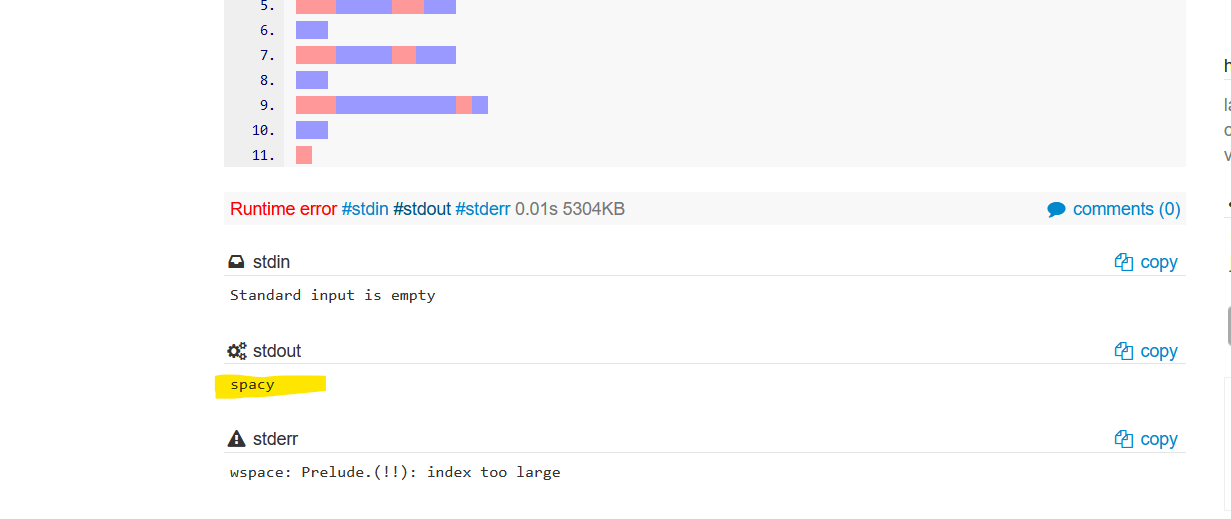 5.
6.
7.
8.
9.
10.
11.
Runtime error #stdin #stdout #stderr 0.01s 5304KB
comments (0)
stdin
copy
Standard input is empty
stdout
copy
spacy
stderr
copy
wspace: Prelude.(!!): index too large